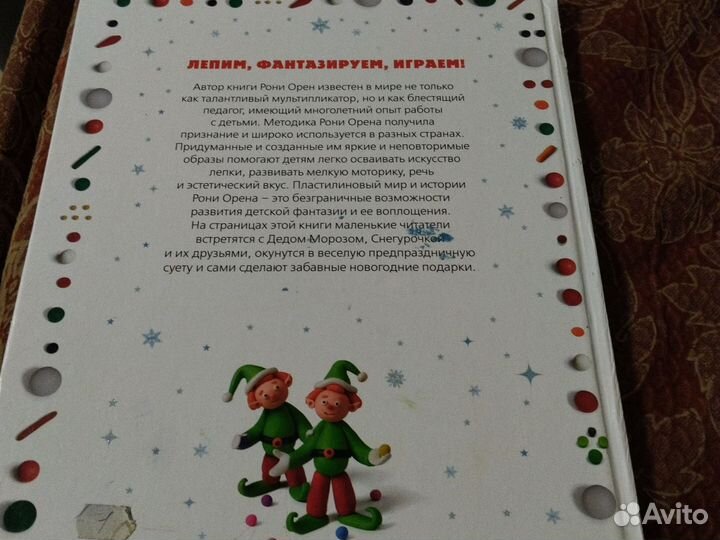 ЛЕПИМ, ФАНТАЗИРУЕМ, ИГРАЕМ!
Автор книги Рони Орен известен в мире не только
как талантливый мультипликатор, но и как блестящий
педагог, имеющий многолетний опыт работы
с детьми. Методика Рони Орена получила
признание и широко используется в разных странах.
Придуманные и созданные им яркие и неповторимые
образы помогают детям легко осваивать искусство
лепки, развивать мелкую моторику, речь
и эстетический вкус. Пластилиновый мир и истории
Рони Орена – это безграничные возможности
развития детской фантазии и ее воплощения.
На страницах этой книги маленькие читатели
встретятся с Дедом Морозом, Снегурочкой
и их друзьями, окунутся в веселую предпраздничную
суету и сами сделают забавные новогодние подарки.
Avito